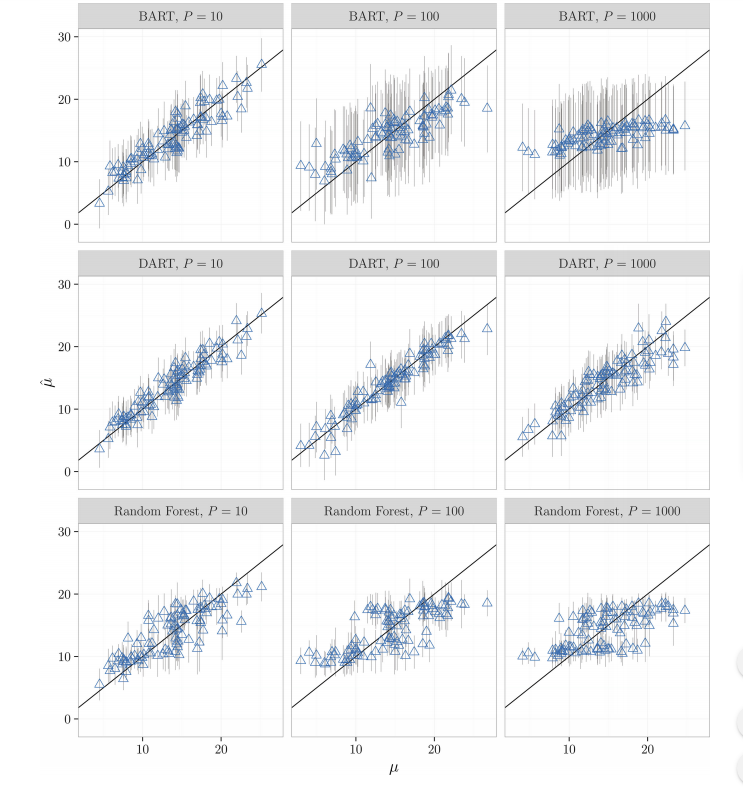 BART, P = 10
BART, P = 100
BART, P = 1000
30
20
10
0
DART, P = 10
DART, P = 100
DART, P = 1000
30
20
10
0
μ̂
Random Forest, P = 10
Random Forest, P = 100
Random Forest, P = 1000
30
20
10
0
10 20 10 20 10 20
μ